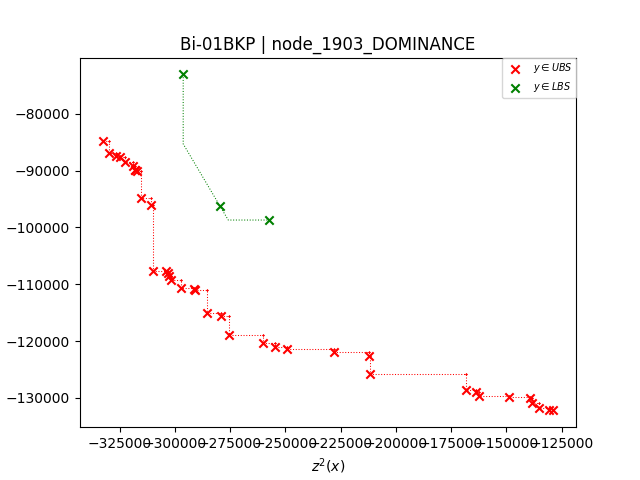 Bi-01BKP | node_1903_DOMINANCE
y ∈ UBS
y ∈ LBS
−80000
−90000
−100000
−110000
−120000
−130000
−325000 −300000 −275000 −250000 −225000 −200000 −175000 −150000 −125000
z²(x)